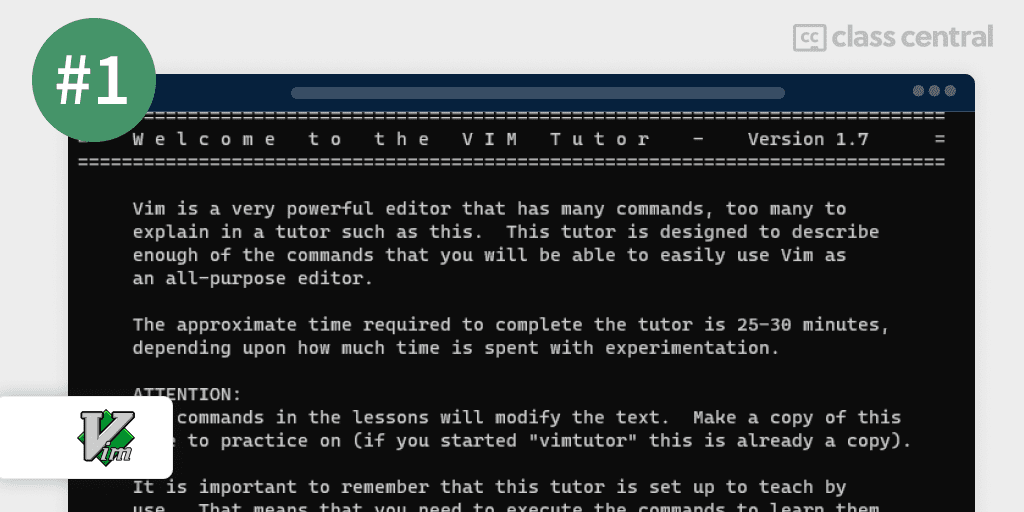 #1
cc class central
==============================================================================
= W e l c o m e   t o   t h e   V I M   T u t o r   -    Version 1.7      =
==============================================================================
Vim is a very powerful editor that has many commands, too many to
explain in a tutor such as this.  This tutor is designed to describe
enough of the commands that you will be able to easily use Vim as
an all-purpose editor.
The approximate time required to complete the tutor is 25-30 minutes,
depending upon how much time is spent with experimentation.
ATTENTION:
commands in the lessons will modify the text.  Make a copy of this
to practice on (if you started "vimtutor" this is already a copy).
Vim
It is important to remember that this tutor is set up to teach by
use.  That means that you need to execute the commands to learn them